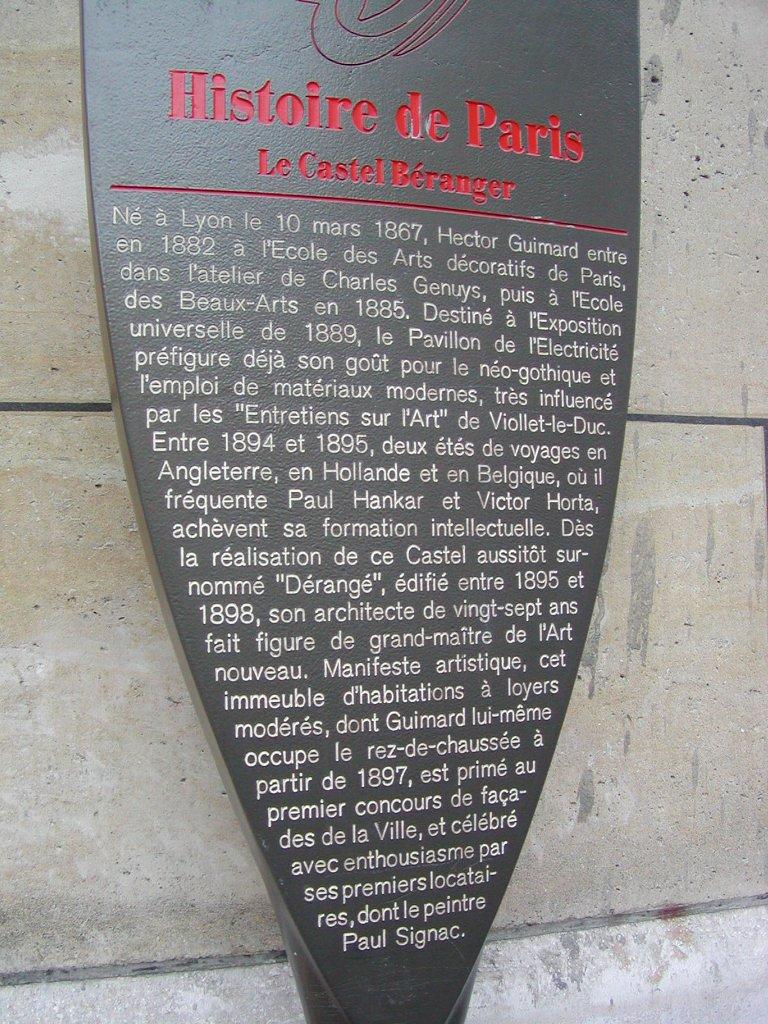 Histoire de Paris
Le Castel Béranger
Né à Lyon le 10 mars 1867, Hector Guimard entre
en 1882 à l'Ecole des Arts décoratifs de Paris,
dans l'atelier de Charles Genuys, puis à l'Ecole
des Beaux-Arts en 1885. Destiné à l'Exposition
universelle de 1889, le Pavillon de l'Electricité
préfigure déjà son goût pour le néo-gothique et
l'emploi de matériaux modernes, très influencé
par les "Entretiens sur l'Art" de Viollet-le-Duc.
Entre 1894 et 1895, deux étés de voyages en
Angleterre, en Hollande et en Belgique, où il
fréquente Paul Hankar et Victor Horta,
achèvent sa formation intellectuelle. Dès
la réalisation de ce Castel aussitôt sur-
nommé "Dérangé", édifié entre 1895 et
1898, son architecte de vingt-sept ans
fait figure de grand-maître de l'Art
nouveau. Manifeste artistique, cet
immeuble d'habitations à loyers
modérés, dont Guimard lui-même
occupe le rez-de-chaussée à
partir de 1897, est primé au
premier concours de faça-
des de la Ville, et célébré
avec enthousiasme par
ses premiers locatai-
res, dont le peintre
Paul Signac.